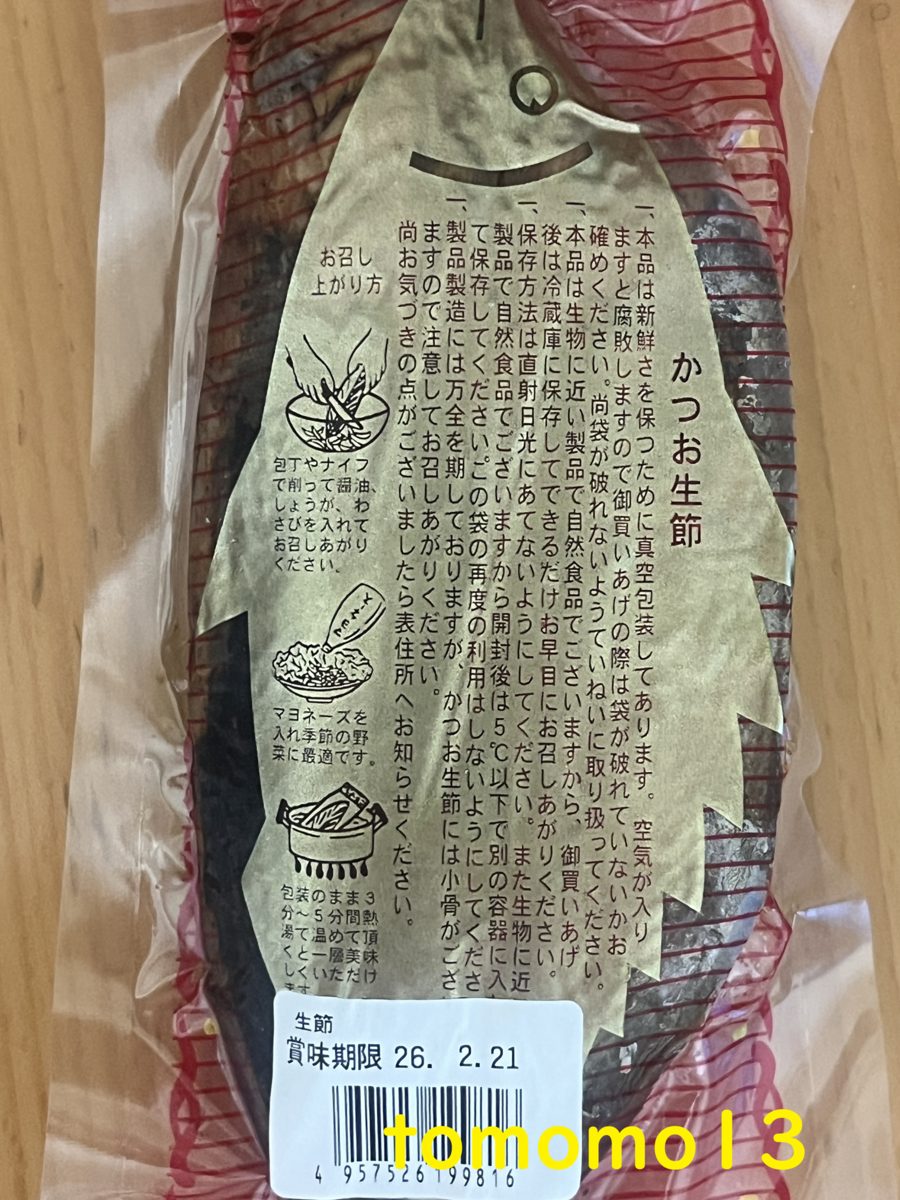 かつお生節
一、本品は新鮮さを保つために真空包装してあります。空気が入り
ますと腐敗しますので御買いあげの際は袋が破れていないかお
確めください。尚袋が破れないようていねいに取り扱ってください。
一、本品は生物に近い製品で自然食品でございますから、御買いあげ
後は冷蔵庫に保存してできるだけお早目にお召しあがりください。
一、保存方法は直射日光にあてないようにしてください。また生物に近
製品で自然食品でございますから開封後は5℃以下で別の容器に入
て保存してください。この袋の再度の利用はしないようにしてくださ
一、製品製造には万全を期しておりますが、かつお生節には小骨がござ
ますので注意してお召しあがりください。
尚お気づきの点がございましたら表住所へお知らせください。
お召し
上がり方
包丁やナイフ
で削って醤油、
しょうが、わ
さびを入れて
お召しあがり
ください、
マヨネーズを
入れ季節の野
菜に最適です。
包装のまま3
分〜5分間熱
湯で温めて頂
くと一層美味
しくいただけ
ます
生節
賞味期限 26. 2.21
4 957526 199816
tomomo13